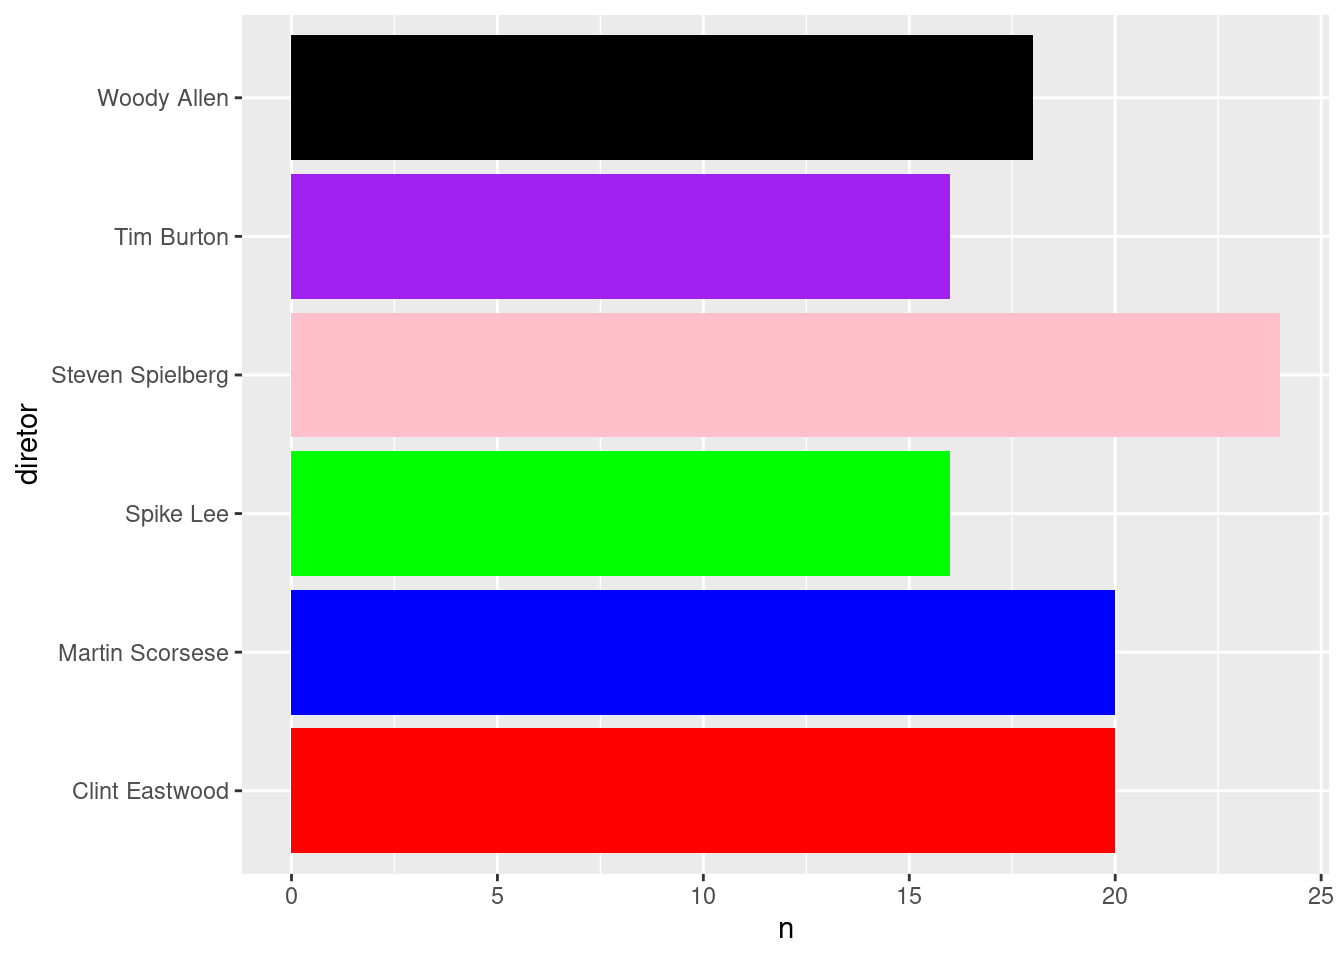 diretor
Woody Allen
Tim Burton
Steven Spielberg
Spike Lee
Martin Scorsese
Clint Eastwood
0 5 10 15 20 25
n